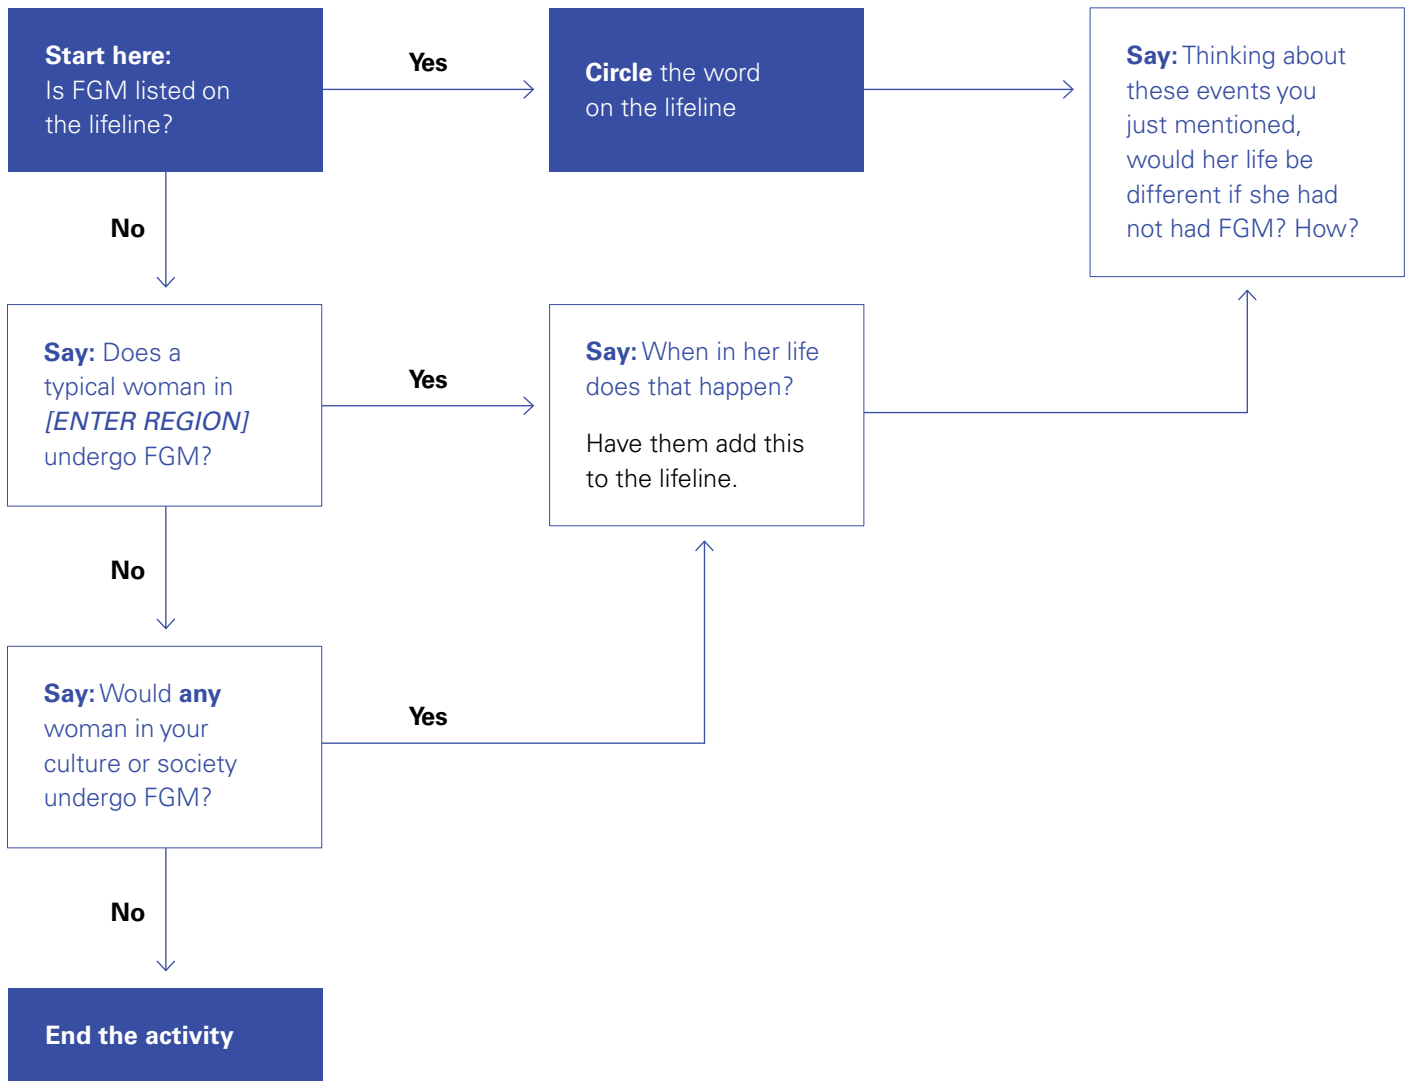 Start here:
Is FGM listed on
the lifeline?
Yes
Circle the word
on the lifeline
Say: Thinking about
these events you
just mentioned,
would her life be
different if she had
not had FGM? How?
No
Say: Does a
typical woman in
[ENTER REGION]
undergo FGM?
Yes
Say: When in her life
does that happen?
Have them add this
to the lifeline.
No
Say: Would any
woman in your
culture or society
undergo FGM?
Yes
No
End the activity